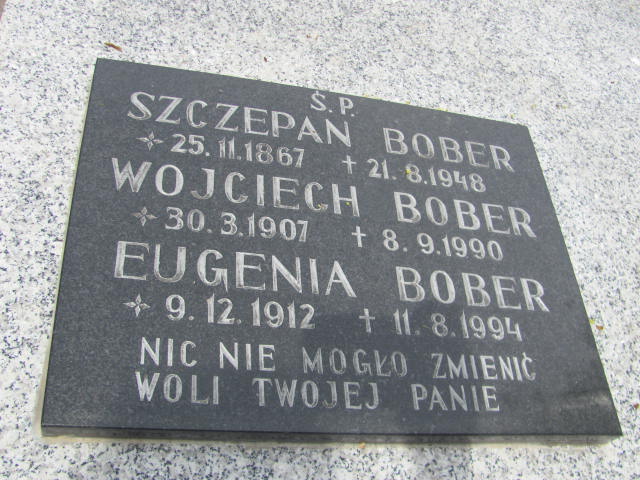 Ś.P.
SZCZEPAN BOBER
25.11.1867 † 21.8.1948
WOJCIECH BOBER
30.3.1907 † 8.9.1990
EUGENIA BOBER
9.12.1912 † 11.8.1994
NIC NIE MOGŁO ZMIENIĆ
WOLI TWOJEJ PANIE